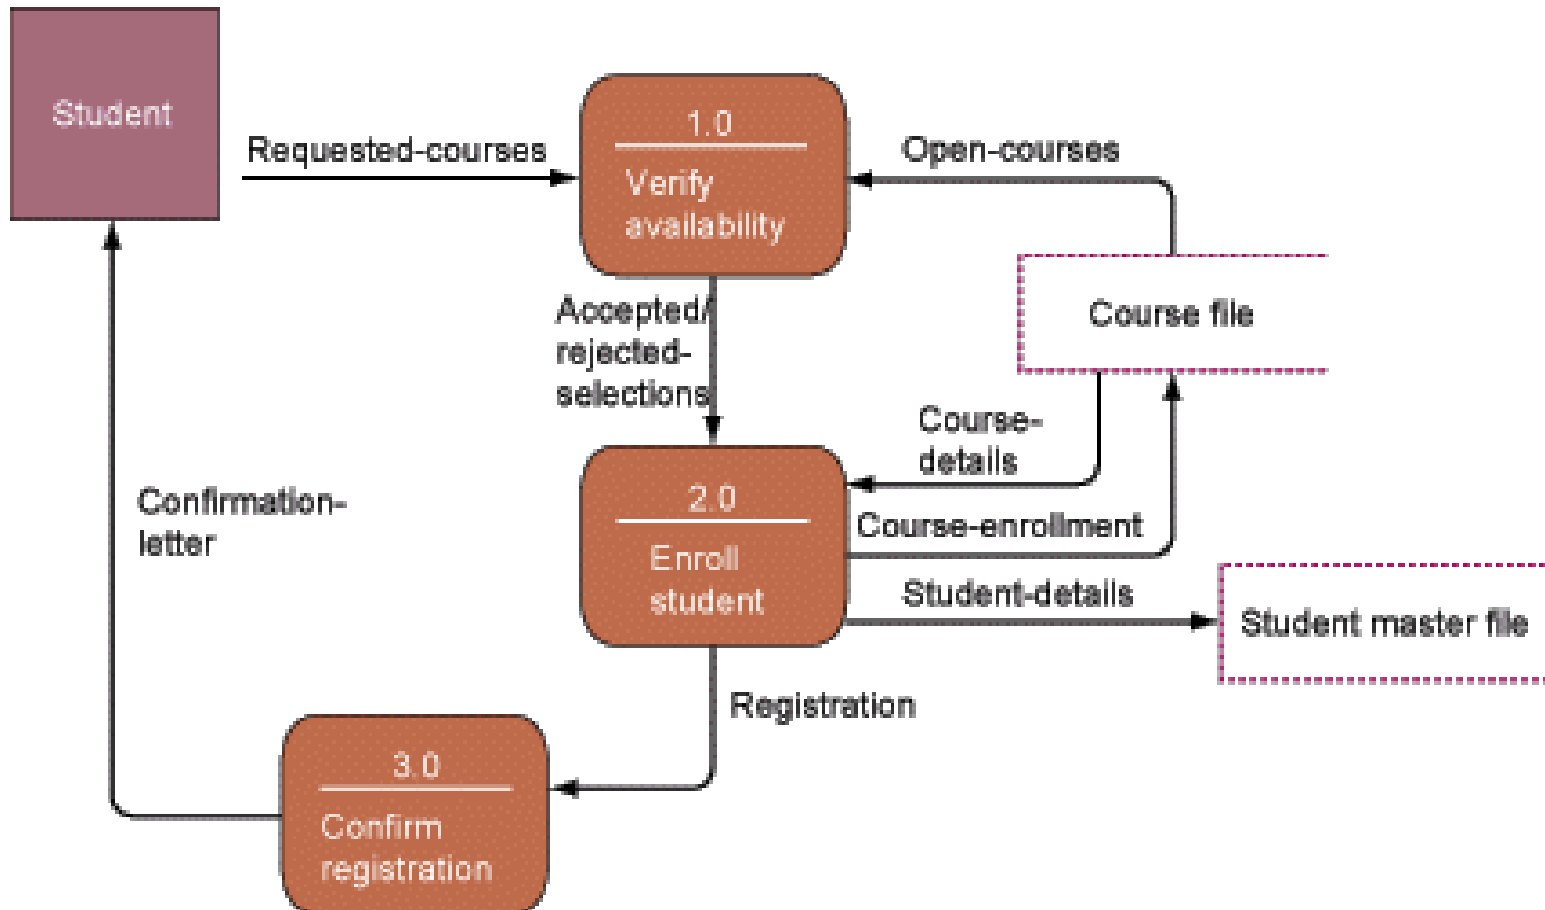 Student
Requested-courses
1.0
Verify
availability
Open-courses
Course file
Accepted/
rejected-
selections
Course-
details
2.0
Enroll
student
Course-enrollment
Student-details
Student master file
Confirmation-
letter
Registration
3.0
Confirm
registration